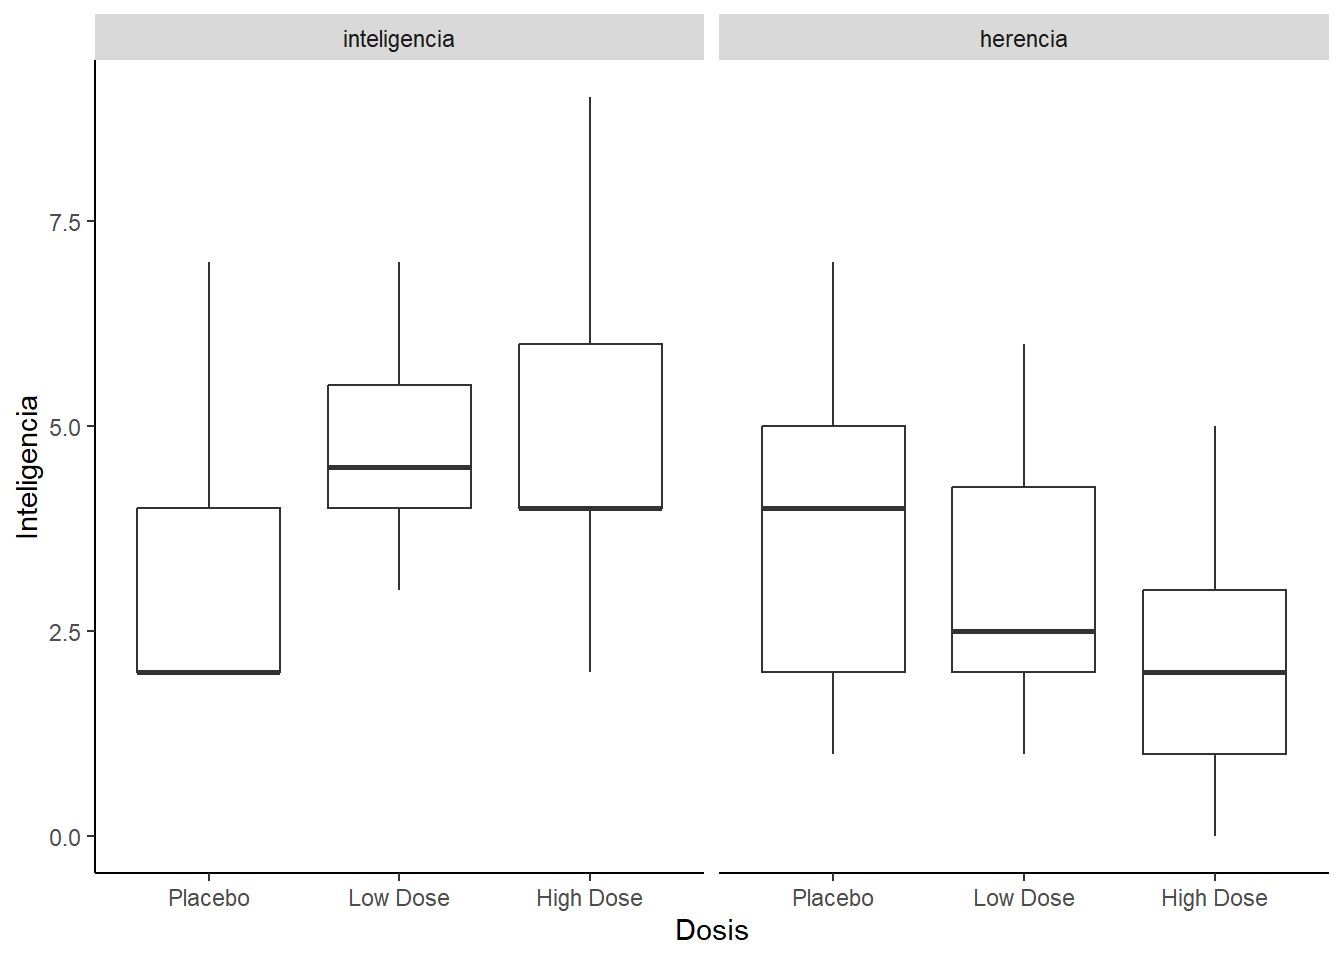 inteligencia
herencia
Inteligencia
7.5
5.0
2.5
0.0
Placebo Low Dose High Dose
Placebo Low Dose High Dose
Dosis